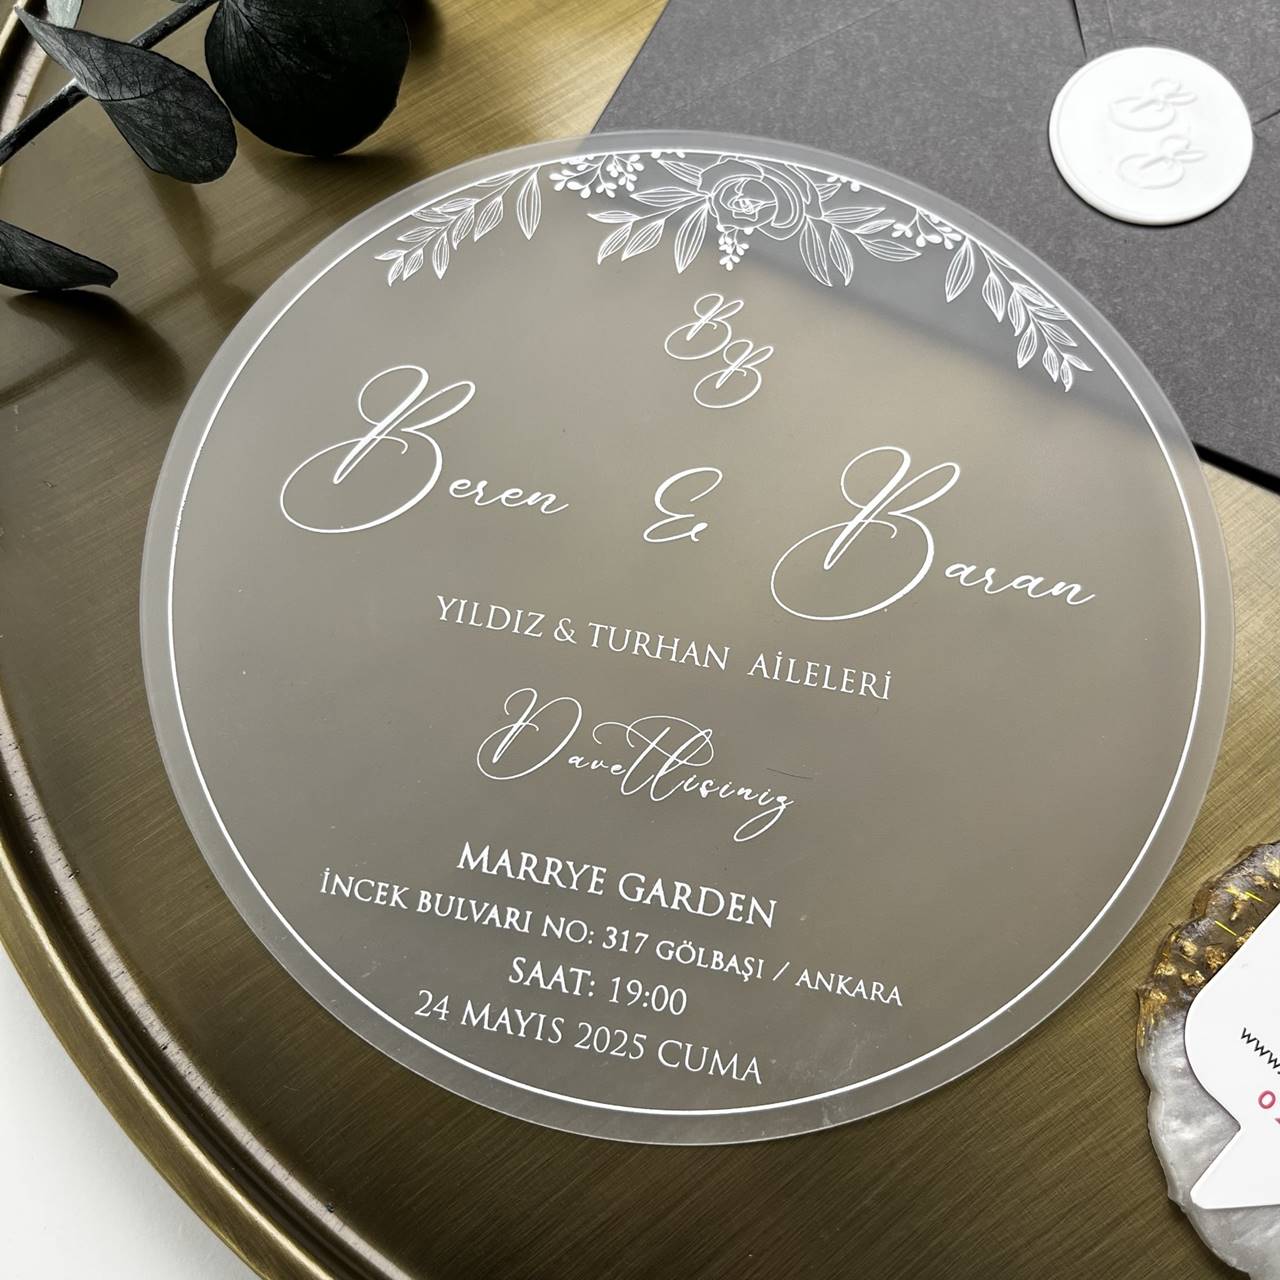 B
B
Beren & Baran
YILDIZ & TURHAN AİLELERİ
Davetlisiniz
MARRYE GARDEN
İNCEK BULVARI NO: 317 GÖLBAŞI / ANKARA
SAAT: 19:00
24 MAYIS 2025 CUMA
B
B
www.